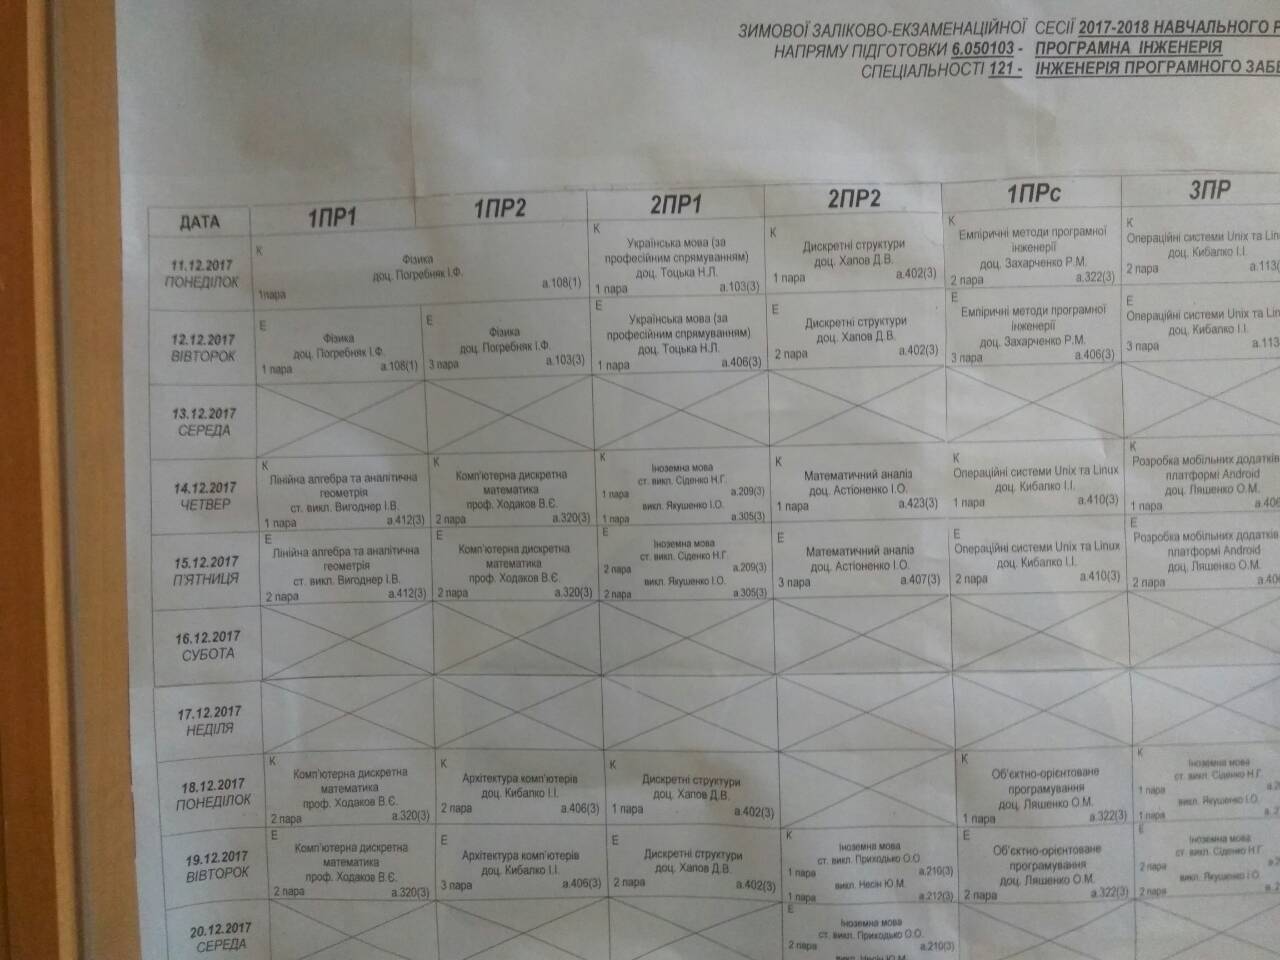 ЗИМОВОЇ ЗАЛІКОВО-ЕКЗАМЕНАЦІЙНОЇ СЕСІЇ 2017-2018 НАВЧАЛЬНОГО
НАПРЯМУ ПІДГОТОВКИ 6.050103 - ПРОГРАМНА ІНЖЕНЕРІЯ
СПЕЦІАЛЬНОСТІ 121 - ІНЖЕНЕРІЯ ПРОГРАМНОГО
ДАТА 1ПР1 1ПР2 2ПР1 2ПР2 1ПРс 3ПР
11.12.2017
ПОНЕДІЛОК
К
Фізика
доц. Погребняк І.Ф.
1пара а.108(1)
К
Українська мова (за
професійним спрямуванням)
доц. Тоцька Н.Л.
1 пара а.103(3)
К
Дискретні структури
доц. Хапов Д.В.
1 пара а.402(3)
К
Емпіричні методи програмної
інженерії
доц. Захарченко Р.М.
2 пара а.322(3)
К
Операційні системи Unix та
доц. Кибалко І.І.
2 пара а.113
12.12.2017
ВІВТОРОК
Е
Фізика
доц. Погребняк І.Ф.
1 пара а.108(1)
Е
Фізика
доц. Погребняк І.Ф.
3 пара а.103(3)
Е
Українська мова (за
професійним спрямуванням)
доц. Тоцька Н.Л.
1 пара а.406(3)
Е
Дискретні структури
доц. Хапов Д.В.
2 пара а.402(3)
Е
Емпіричні методи програмної
інженерії
доц. Захарченко Р.М.
3 пара а.406(3)
Е
Операційні системи Unix та
доц. Кибалко І.І.
3 пара а.113
13.12.2017
СЕРЕДА
14.12.2017
ЧЕТВЕР
К
Лінійна алгебра та аналітична
геометрія
ст. викл. Вигоднер І.В.
1 пара а.412(3)
К
Комп'ютерна дискретна
математика
проф. Ходаков В.Є.
2 пара а.320(3)
К
Іноземна мова
ст. викл. Сіденко Н.Г.
1 пара а.209(3)
викл. Якушенко І.О.
1 пара а.305(3)
К
Математичний аналіз
доц. Астіоненко І.О.
1 пара а.423(3)
К
Операційні системи Unix та Linux
доц. Кибалко І.І.
1 пара а.410(3)
К
Розробка мобільних додатків
платформі Android
доц. Ляшенко О.М.
1 пара
15.12.2017
П'ЯТНИЦЯ
Е
Лінійна алгебра та аналітична
геометрія
ст. викл. Вигоднер І.В.
2 пара а.412(3)
Е
Комп'ютерна дискретна
математика
проф. Ходаков В.Є.
2 пара а.320(3)
Е
Іноземна мова
ст. викл. Сіденко Н.Г.
2 пара а.209(3)
викл. Якушенко І.О.
2 пара а.305(3)
Е
Математичний аналіз
доц. Астіоненко І.О.
3 пара а.407(3)
Е
Операційні системи Unix та Linux
доц. Кибалко І.І.
2 пара а.410(3)
Е
Розробка мобільних додатків
платформі Android
доц. Ляшенко О.М.
2 пара
16.12.2017
СУБОТА
17.12.2017
НЕДІЛЯ
18.12.2017
ПОНЕДІЛОК
К
Комп'ютерна дискретна
математика
проф. Ходаков В.Є.
2 пара а.320(3)
К
Архітектура комп'ютерів
доц. Кибалко І.І.
2 пара а.406(3)
К
Дискретні структури
доц. Хапов Д.В.
1 пара а.402(3)
К
Об'єктно-орієнтоване
програмування
доц. Ляшенко О.М.
1 пара а.322(3)
К
Іноземна мова
ст. викл. Сіденко Н.Г.
1 пара
викл. Якушенко І.О.
1 пара
19.12.2017
ВІВТОРОК
Е
Комп'ютерна дискретна
математика
проф. Ходаков В.Є.
2 пара а.320(3)
Е
Архітектура комп'ютерів
доц. Кибалко І.І.
3 пара а.406(3)
Е
Дискретні структури
доц. Хапов Д.В.
2 пара а.402(3)
К
Іноземна мова
ст. викл. Приходько О.О
1 пара а.210(3)
викл. Несін Ю.М.
1 пара а.212(3)
Е
Об'єктно-орієнтоване
програмування
доц. Ляшенко О.М.
2 пара а.322(3)
Е
Іноземна мова
ст. викл. Сіденко Н.Г.
2 пара
викл. Якушенко І.О.
2 пара
20.12.2017
СЕРЕДА
Е
Іноземна мова
ст. викл. Приходько О.О.
2 пара а.210(3)
викл. Несін Ю.М.